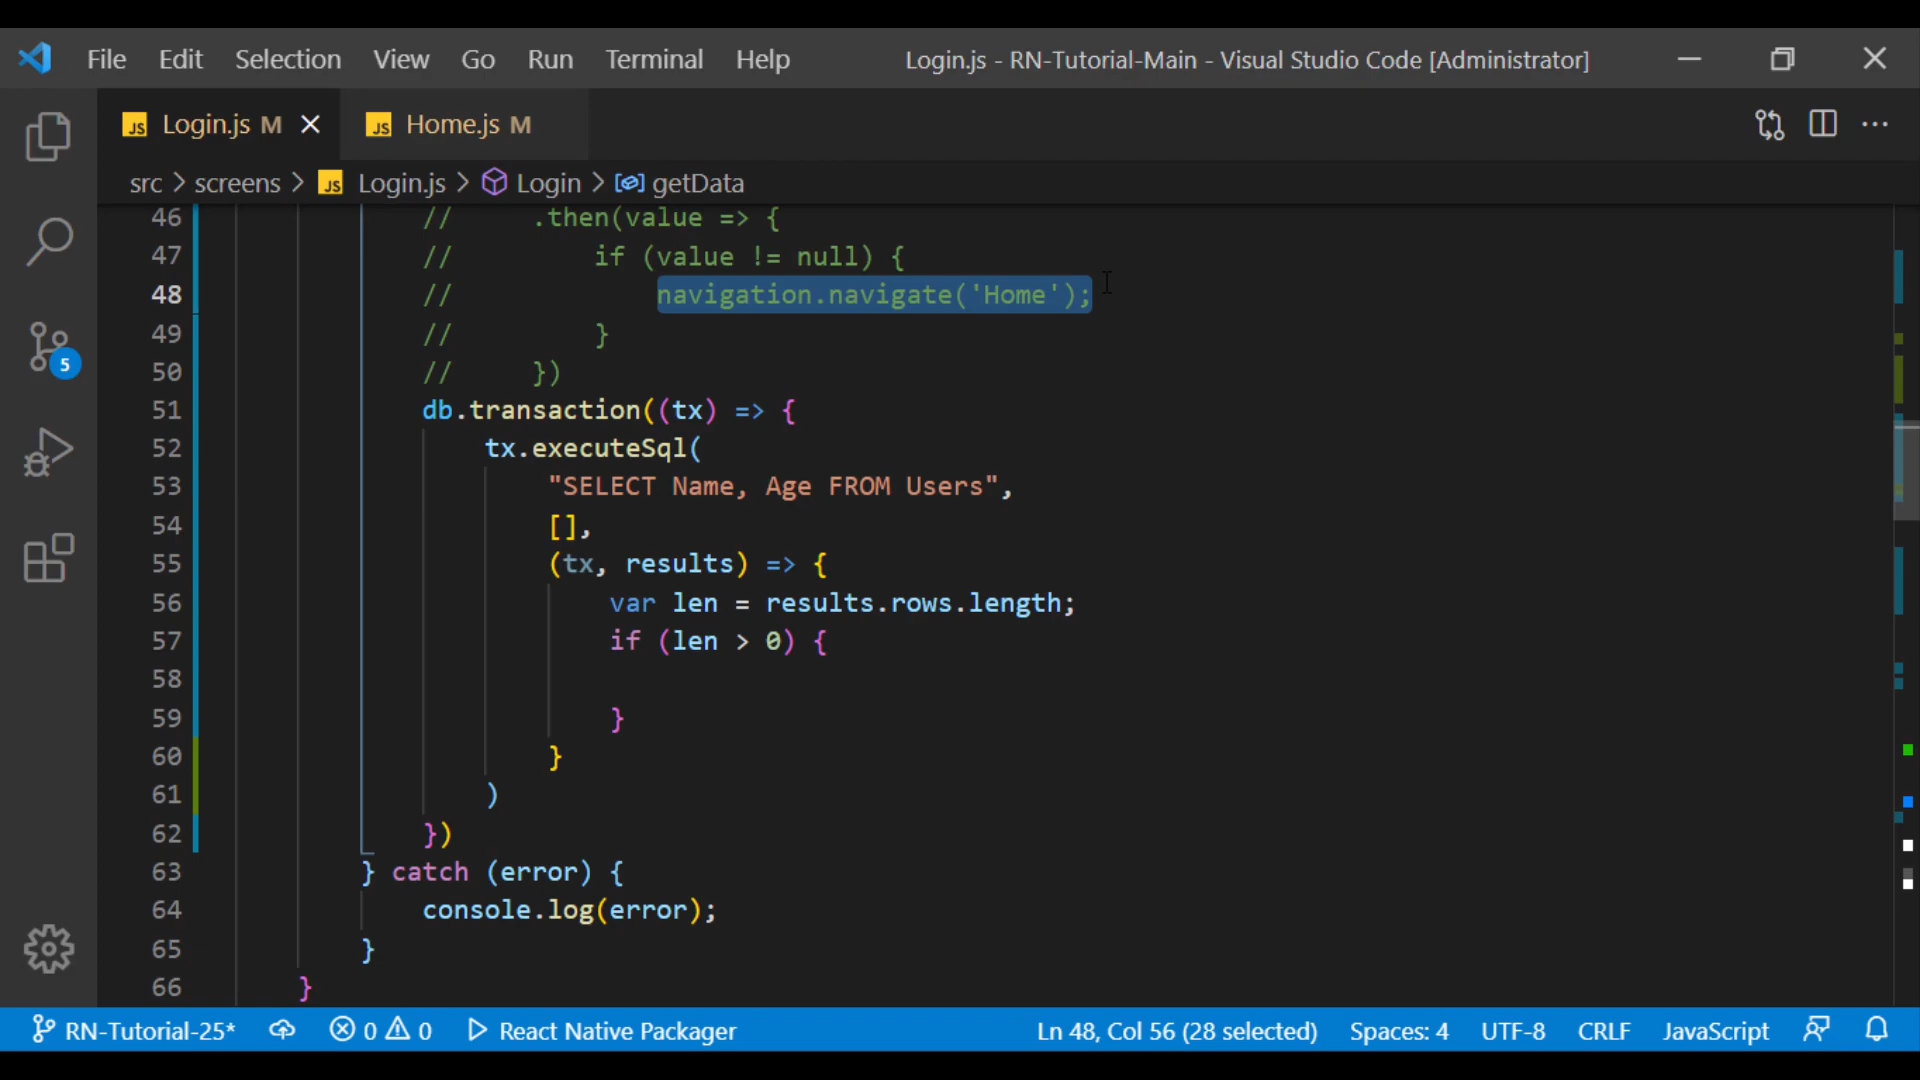 File Edit Selection View Go Run Terminal Help Login.js - RN-Tutorial-Main - Visual Studio Code [Administrator]
JS Login.js M JS Home.js M
src > screens > JS Login.js > Login > getData
46 // .then(value => {
47 // if (value != null) {
48 // navigation.navigate('Home');
49 // }
50 // })
51 db.transaction((tx) => {
52 tx.executeSql(
53 "SELECT Name, Age FROM Users",
54 [],
55 (tx, results) => {
56 var len = results.rows.length;
57 if (len > 0) {
58
59 }
60 }
61 )
62 })
63 } catch (error) {
64 console.log(error);
65 }
66 }
5
RN-Tutorial-25* 0 0 React Native Packager Ln 48, Col 56 (28 selected) Spaces: 4 UTF-8 CRLF JavaScript